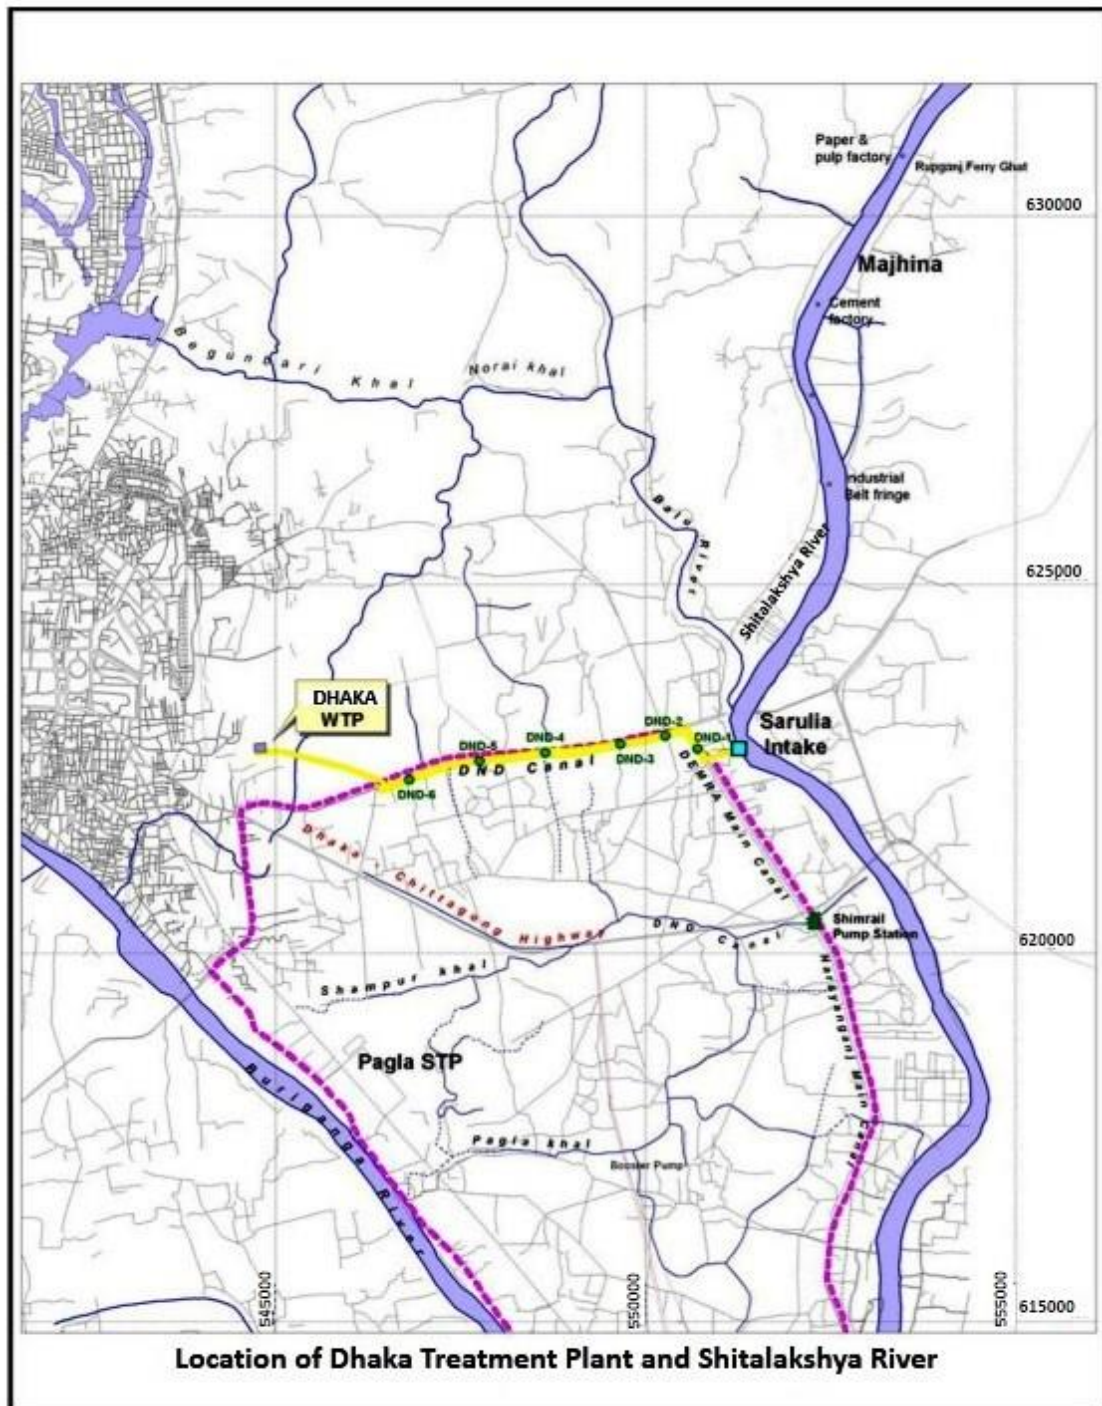 Paper &
pulp factory
Rupganj Ferry Ghat
630000
Majhina
Cement
factory
Begunbari Khal
Norai khal
Industrial
Belt fringe
Balu River
Shitalakshya River
625000
DHAKA
WTP
DND-2
Sarulia
Intake
DND-4
DND-1
DND-5
DND-3
DND Canal
DND-6
DEMRA Main Canal
Dhaka - Chittagong Highway
DND Canal
Shimrail
Pump Station
620000
Shampur khal
Narayanganj Main Canal
Pagla STP
Buriganga River
Pagla khal
Booster Pump
545000
550000
555000
615000
Location of Dhaka Treatment Plant and Shitalakshya River